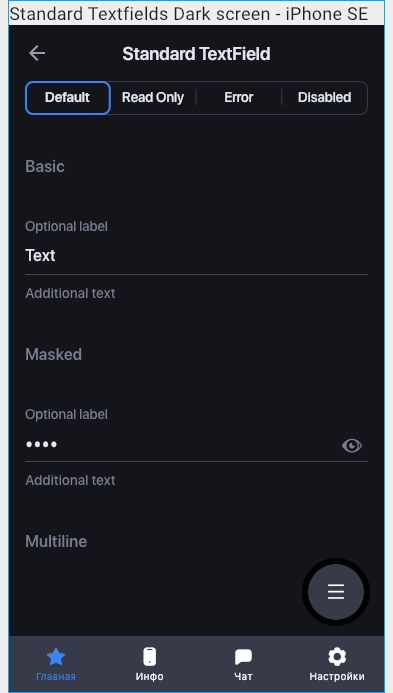 Standard Textfields Dark screen - iPhone SE
Standard TextField
Default Read Only Error Disabled
Basic
Optional label
Text
Additional text
Masked
Optional label
••••
Additional text
Multiline
Главная Инфо Чат Настройки